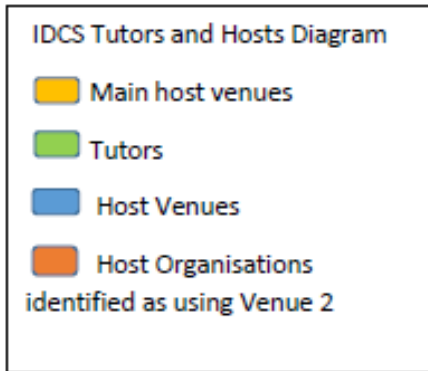 IDCS Tutors and Hosts Diagram
Main host venues
Tutors
Host Venues
Host Organisations
identified as using Venue 2